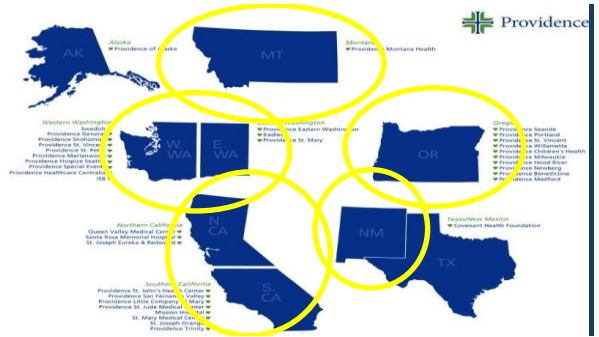 Providence
AK
Alaska
Providence of Alaska
MT
Montana
Providence Montana Health
Western Washington
Swedish
Providence General
Providence Snohomish
Providence St. Vincent
Providence St. Peter
Providence Marianwood
Providence Hospice Seattle
Providence Special Events
Providence Healthcare Centralia
ISB
W.
WA
E.
WA
Washington
Providence Eastern Washington
Kadlec
Providence St. Mary
OR
Oregon
Providence Seaside
Providence Portland
Providence St. Vincent
Providence Willamette
Providence Children's Health
Providence Milwaukie
Providence Hood River
Providence Newberg
Providence Benedictine
Providence Medford
Northern California
Queen Valley Medical Center
Santa Rosa Memorial Hospital
St. Joseph Eureka & Redwood
N.
CA
Southern California
Providence St. John's Health Center
Providence San Fernando Valley
Providence Little Company of Mary
Providence St. Jude Medical Center
Mission Hospital
St. Mary Medical Center
St. Joseph Orange
Providence Trinity
S.
CA
NM
TX
Texas/New Mexico
Covenant Health Foundation